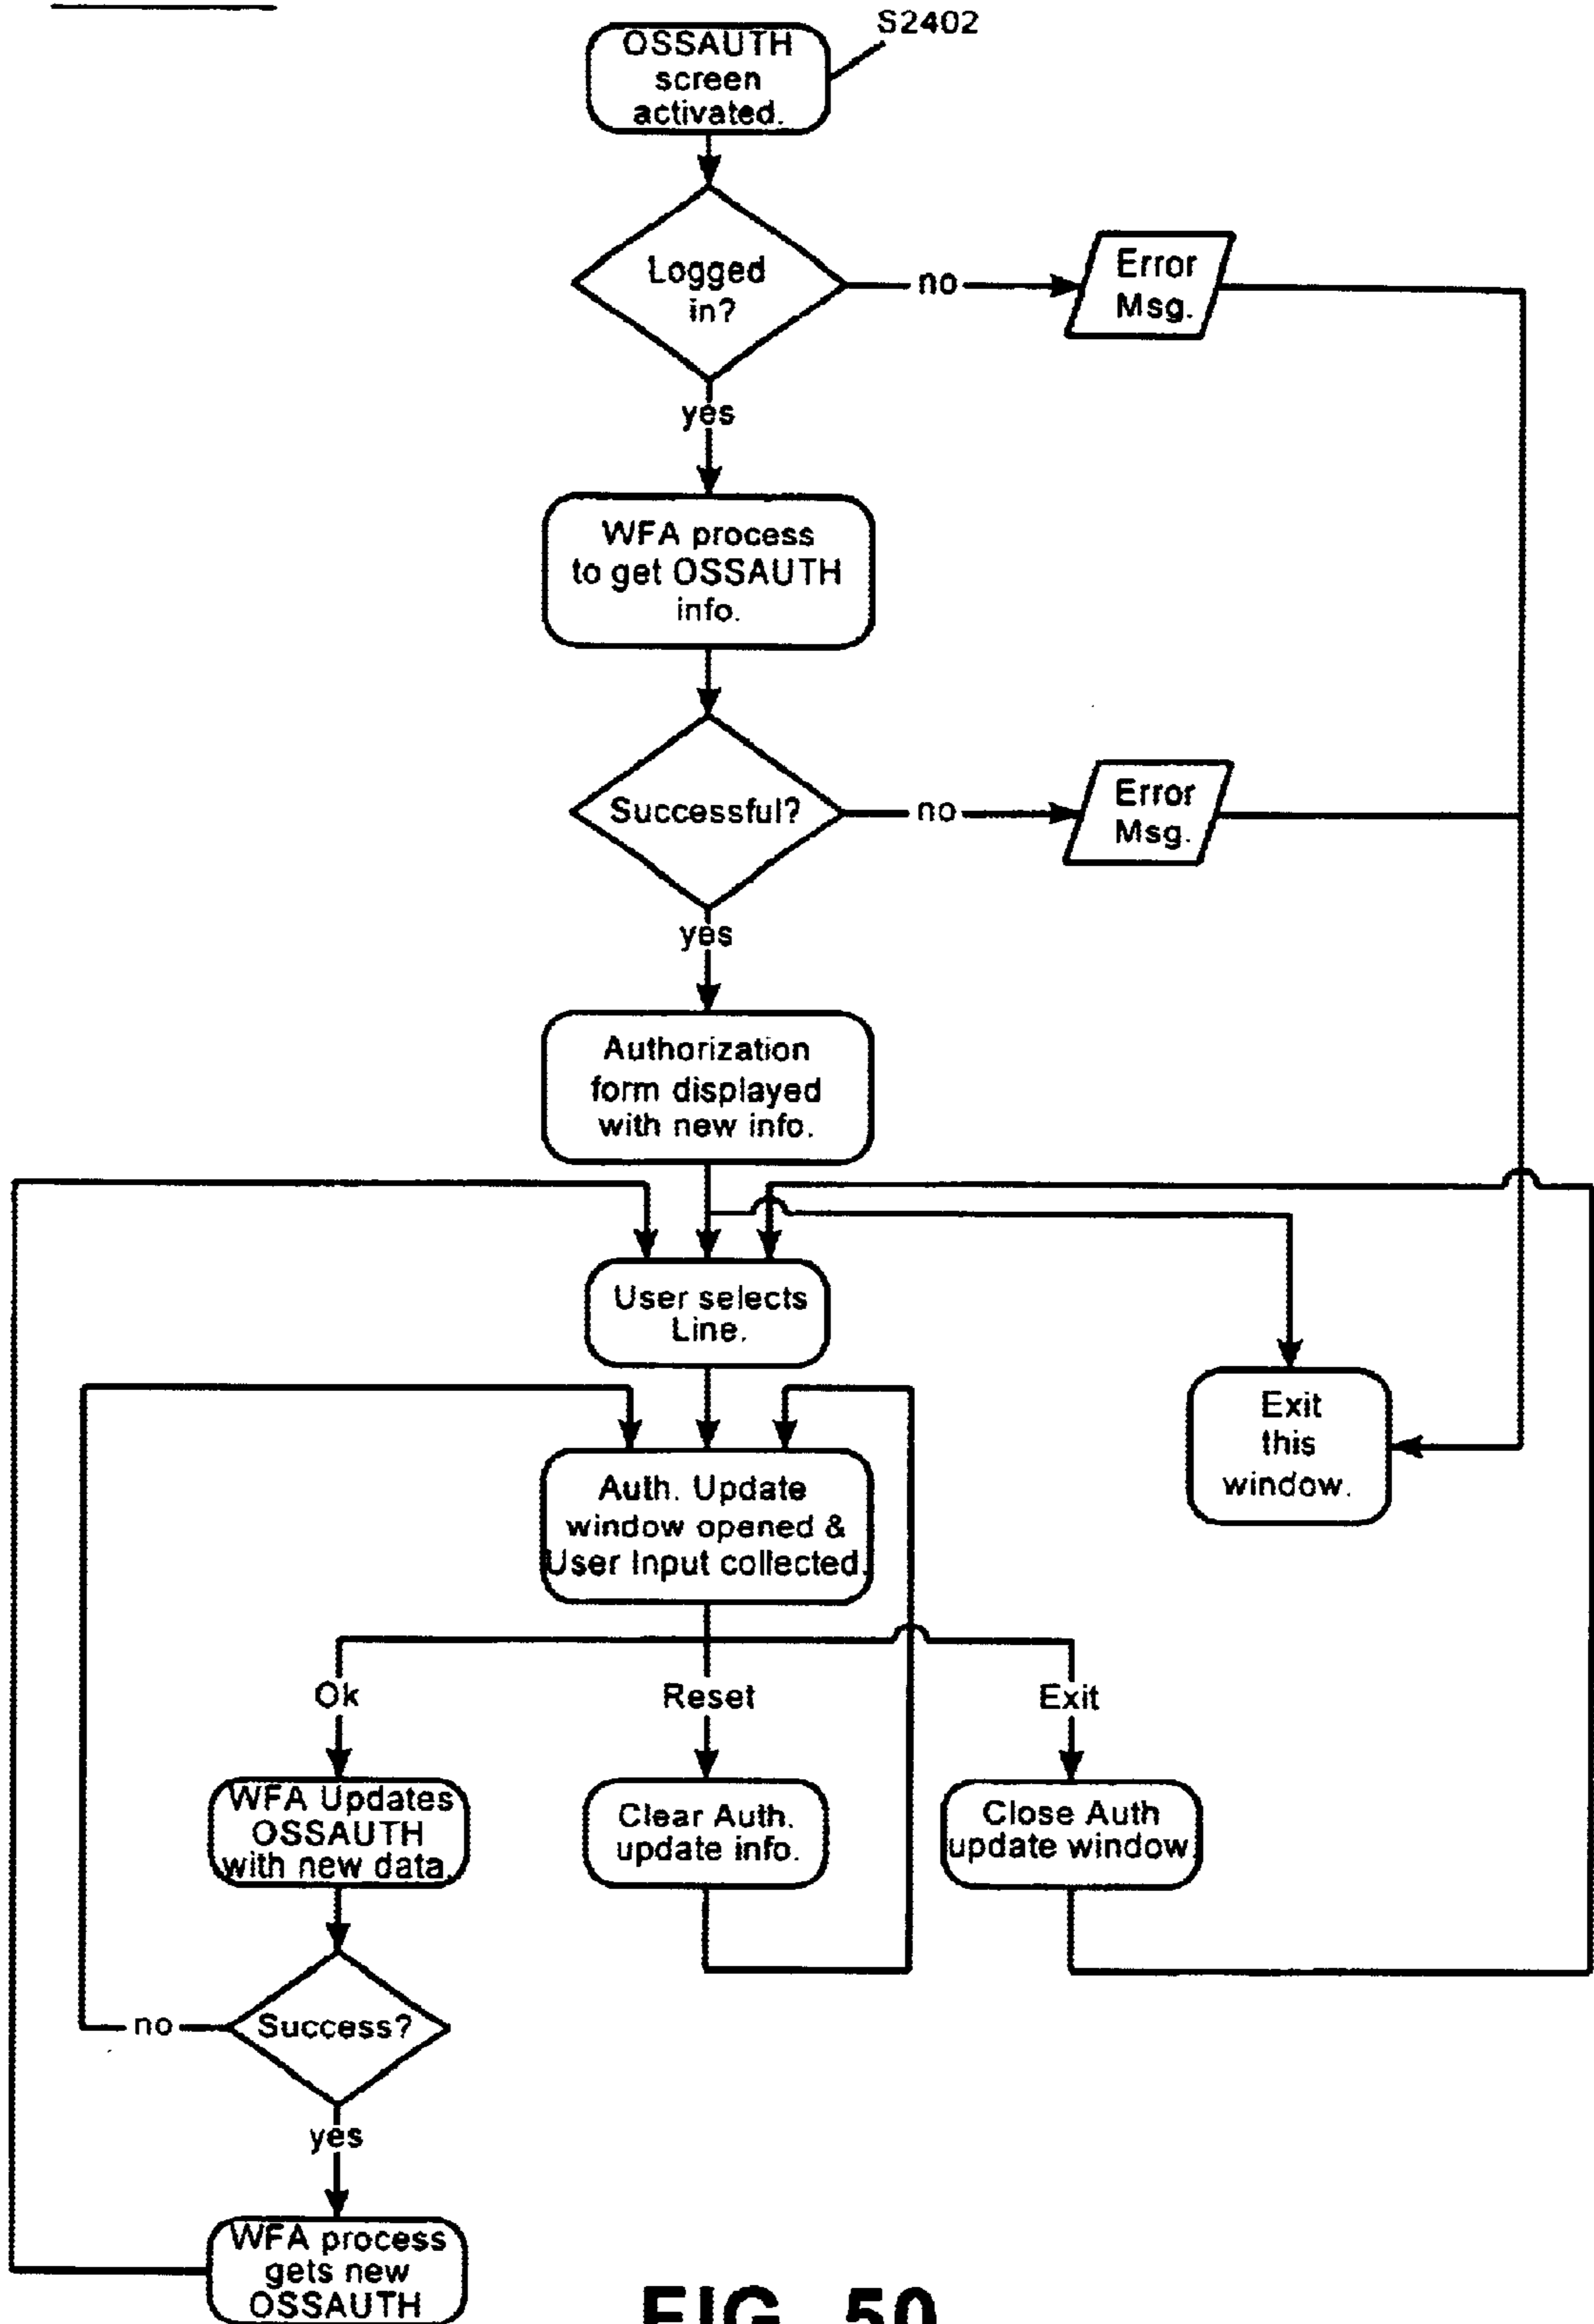 S2402
OSSAUTH
screen
activated.
Logged
in?
no
Error
Msg.
yes
WFA process
to get OSSAUTH
info.
Successful?
no
Error
Msg.
yes
Authorization
form displayed
with new info.
User selects
Line.
Exit
this
window.
Auth. Update
window opened &
User Input collected.
Ok
Reset
Exit
WFA Updates
OSSAUTH
with new data.
Clear Auth.
update info.
Close Auth
update window
Success?
no
yes
WFA process
gets new
OSSAUTH
FIG. 50